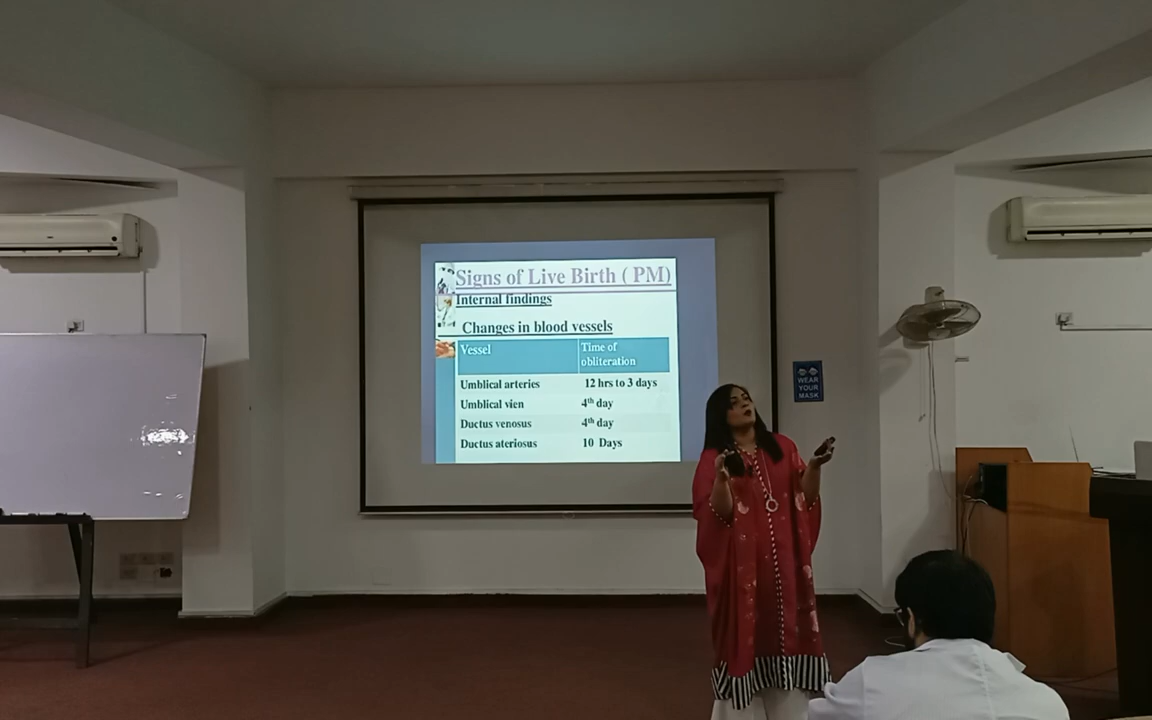 Signs of Live Birth ( PM)
Internal findings
Changes in blood vessels
Vessel Time of obliteration
Umblical arteries 12 hrs to 3 days
Umblical vien 4th day
Ductus venosus 4th day
Ductus ateriosus 10 Days
WEAR
YOUR
MASK